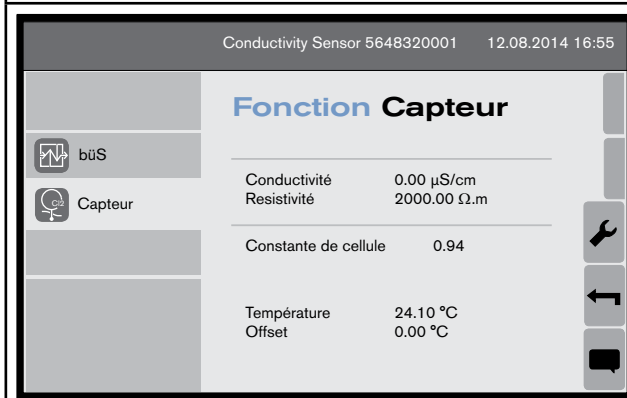 Conductivity Sensor 5648320001 12.08.2014 16:55
Fonction Capteur
büS
Capteur
Conductivité 0.00 µS/cm
Resistivité 2000.00 Ω.m
Constante de cellule 0.94
Température 24.10 °C
Offset 0.00 °C